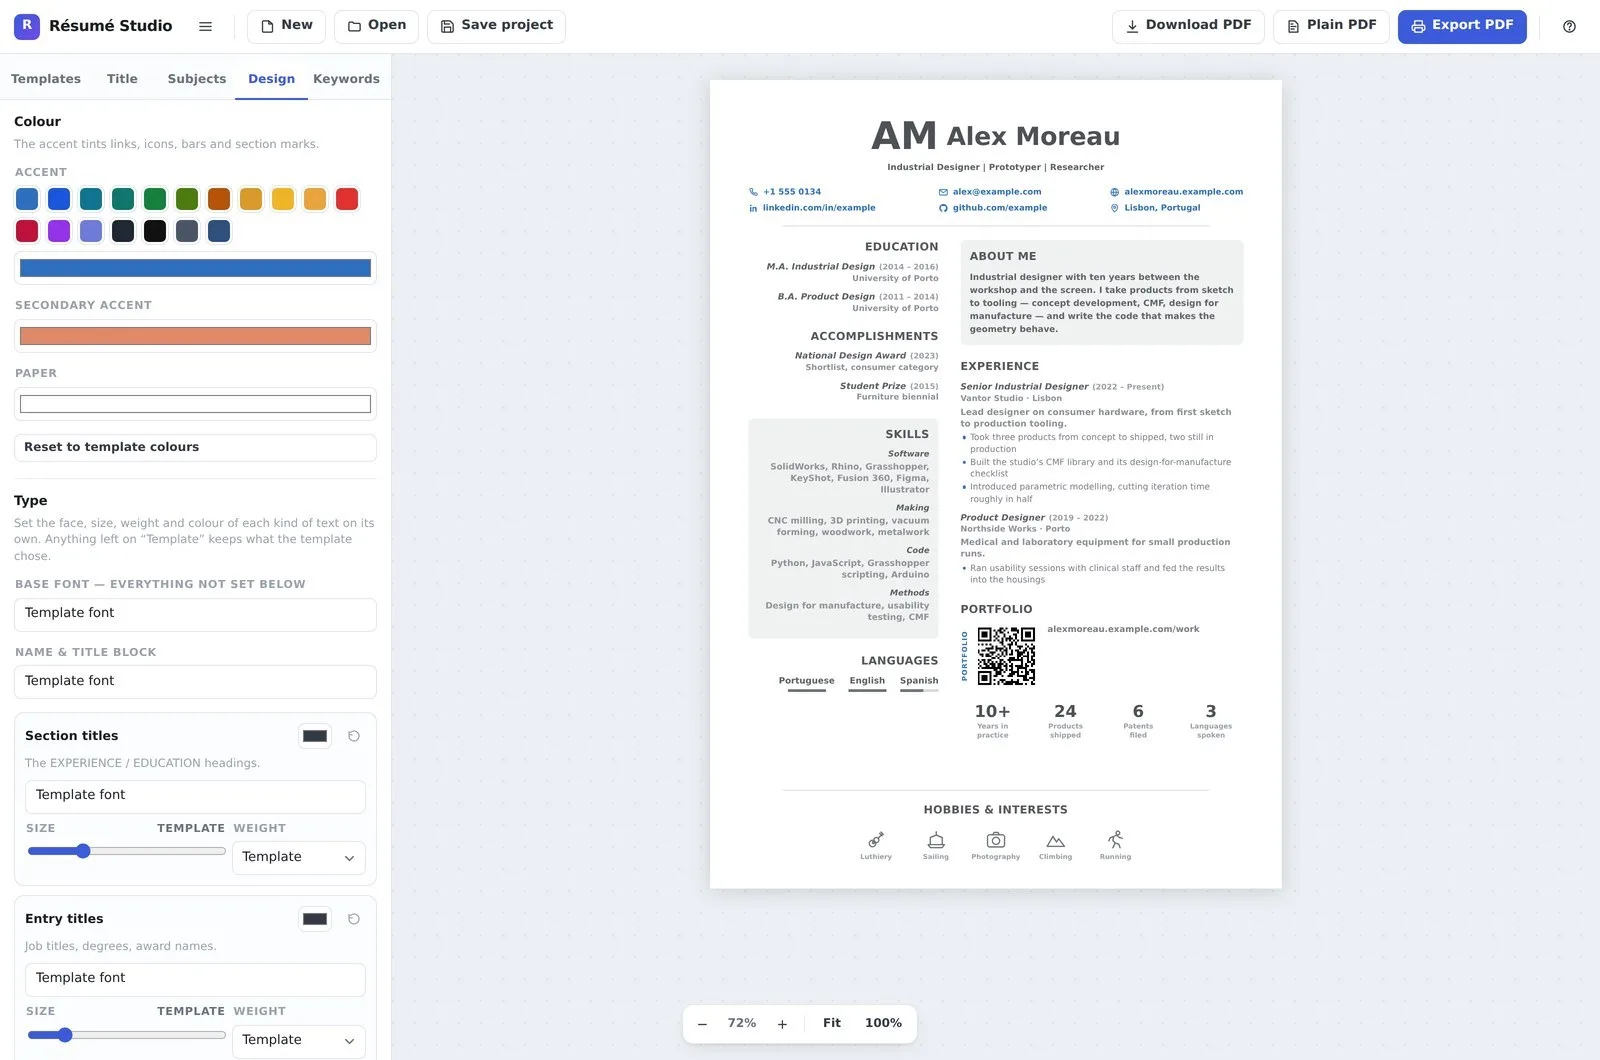 R Résumé Studio
New
Open
Save project
Download PDF
Plain PDF
Export PDF
Templates Title Subjects Design Keywords
Colour
The accent tints links, icons, bars and section marks.
ACCENT
SECONDARY ACCENT
PAPER
Reset to template colours
Type
Set the face, size, weight and colour of each kind of text on its
own. Anything left on “Template” keeps what the template
chose.
BASE FONT — EVERYTHING NOT SET BELOW
Template font
NAME & TITLE BLOCK
Template font
Section titles
The EXPERIENCE / EDUCATION headings.
Template font
SIZE TEMPLATE WEIGHT
Template
Entry titles
Job titles, degrees, award names.
Template font
SIZE TEMPLATE WEIGHT
Template
AM Alex Moreau
Industrial Designer | Prototyper | Researcher
+1 555 0134 alex@example.com alexmoreau.example.com
linkedin.com/in/example github.com/example Lisbon, Portugal
EDUCATION
M.A. Industrial Design (2014 – 2016)
University of Porto
B.A. Product Design (2011 – 2014)
University of Porto
ACCOMPLISHMENTS
National Design Award (2023)
Shortlist, consumer category
Student Prize (2015)
Furniture biennial
SKILLS
Software
SolidWorks, Rhino, Grasshopper,
KeyShot, Fusion 360, Figma,
Illustrator
Making
CNC milling, 3D printing, vacuum
forming, woodwork, metalwork
Code
Python, JavaScript, Grasshopper
scripting, Arduino
Methods
Design for manufacture, usability
testing, CMF
LANGUAGES
Portuguese English Spanish
ABOUT ME
Industrial designer with ten years between the
workshop and the screen. I take products from sketch
to tooling — concept development, CMF, design for
manufacture — and write the code that makes the
geometry behave.
EXPERIENCE
Senior Industrial Designer (2022 – Present)
Vantor Studio · Lisbon
Lead designer on consumer hardware, from first sketch
to production tooling.
• Took three products from concept to shipped, two still in
production
• Built the studio’s CMF library and its design-for-manufacture
checklist
• Introduced parametric modelling, cutting iteration time
roughly in half
Product Designer (2019 – 2022)
Northside Works · Porto
Medical and laboratory equipment for small production
runs.
• Ran usability sessions with clinical staff and fed the results
into the housings
PORTFOLIO
PORTFOLIO
alexmoreau.example.com/work
10+ 24 6 3
Years in Products Patents Languages
practice shipped filed spoken
HOBBIES & INTERESTS
Luthiery Sailing Photography Climbing Running
− 72% + Fit 100%